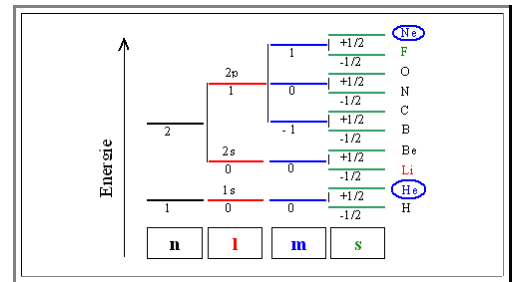 Energie
Ne
+1/2
F
1
-1/2
O
2p
+1/2
1
0
N
-1/2
C
+1/2
2
- 1
B
-1/2
2s
Be
+1/2
0
0
Li
-1/2
1s
He
+1/2
1
0
0
H
-1/2
n
l
m
s